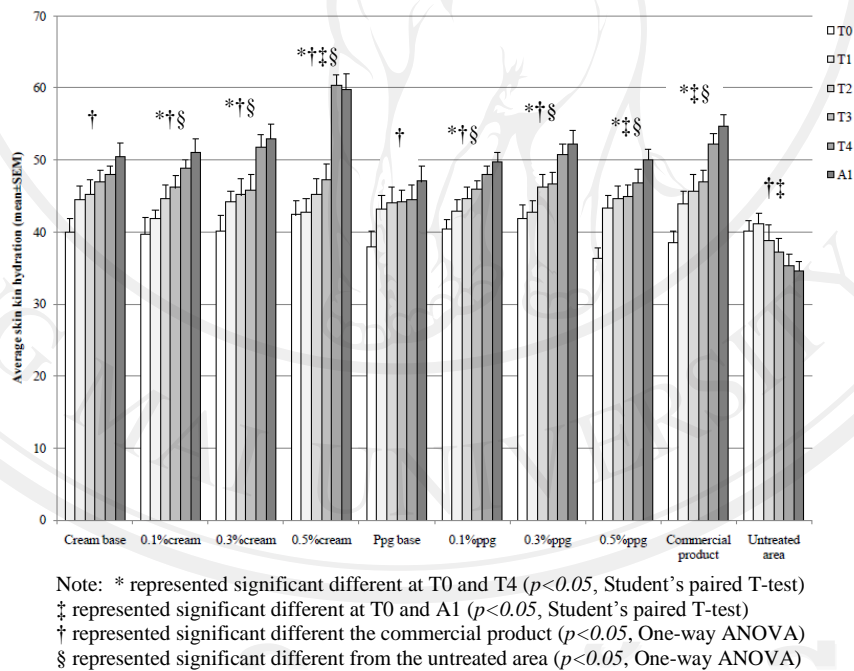 70
60
50
40
30
20
10
0
Average skin kin hydration (mean±SEM)
†
*†§
*†§
*†‡§
†
*†§
*†§
*‡§
*‡§
†‡
T0
T1
T2
T3
T4
A1
Cream base 0.1%cream 0.3%cream 0.5%cream Ppg base 0.1%ppg 0.3%ppg 0.5%ppg Commercial product Untreated area
Note: * represented significant different at T0 and T4 (p<0.05, Student’s paired T-test)
‡ represented significant different at T0 and A1 (p<0.05, Student’s paired T-test)
† represented significant different the commercial product (p<0.05, One-way ANOVA)
§ represented significant different from the untreated area (p<0.05, One-way ANOVA)
G MAI UNIVERSITY